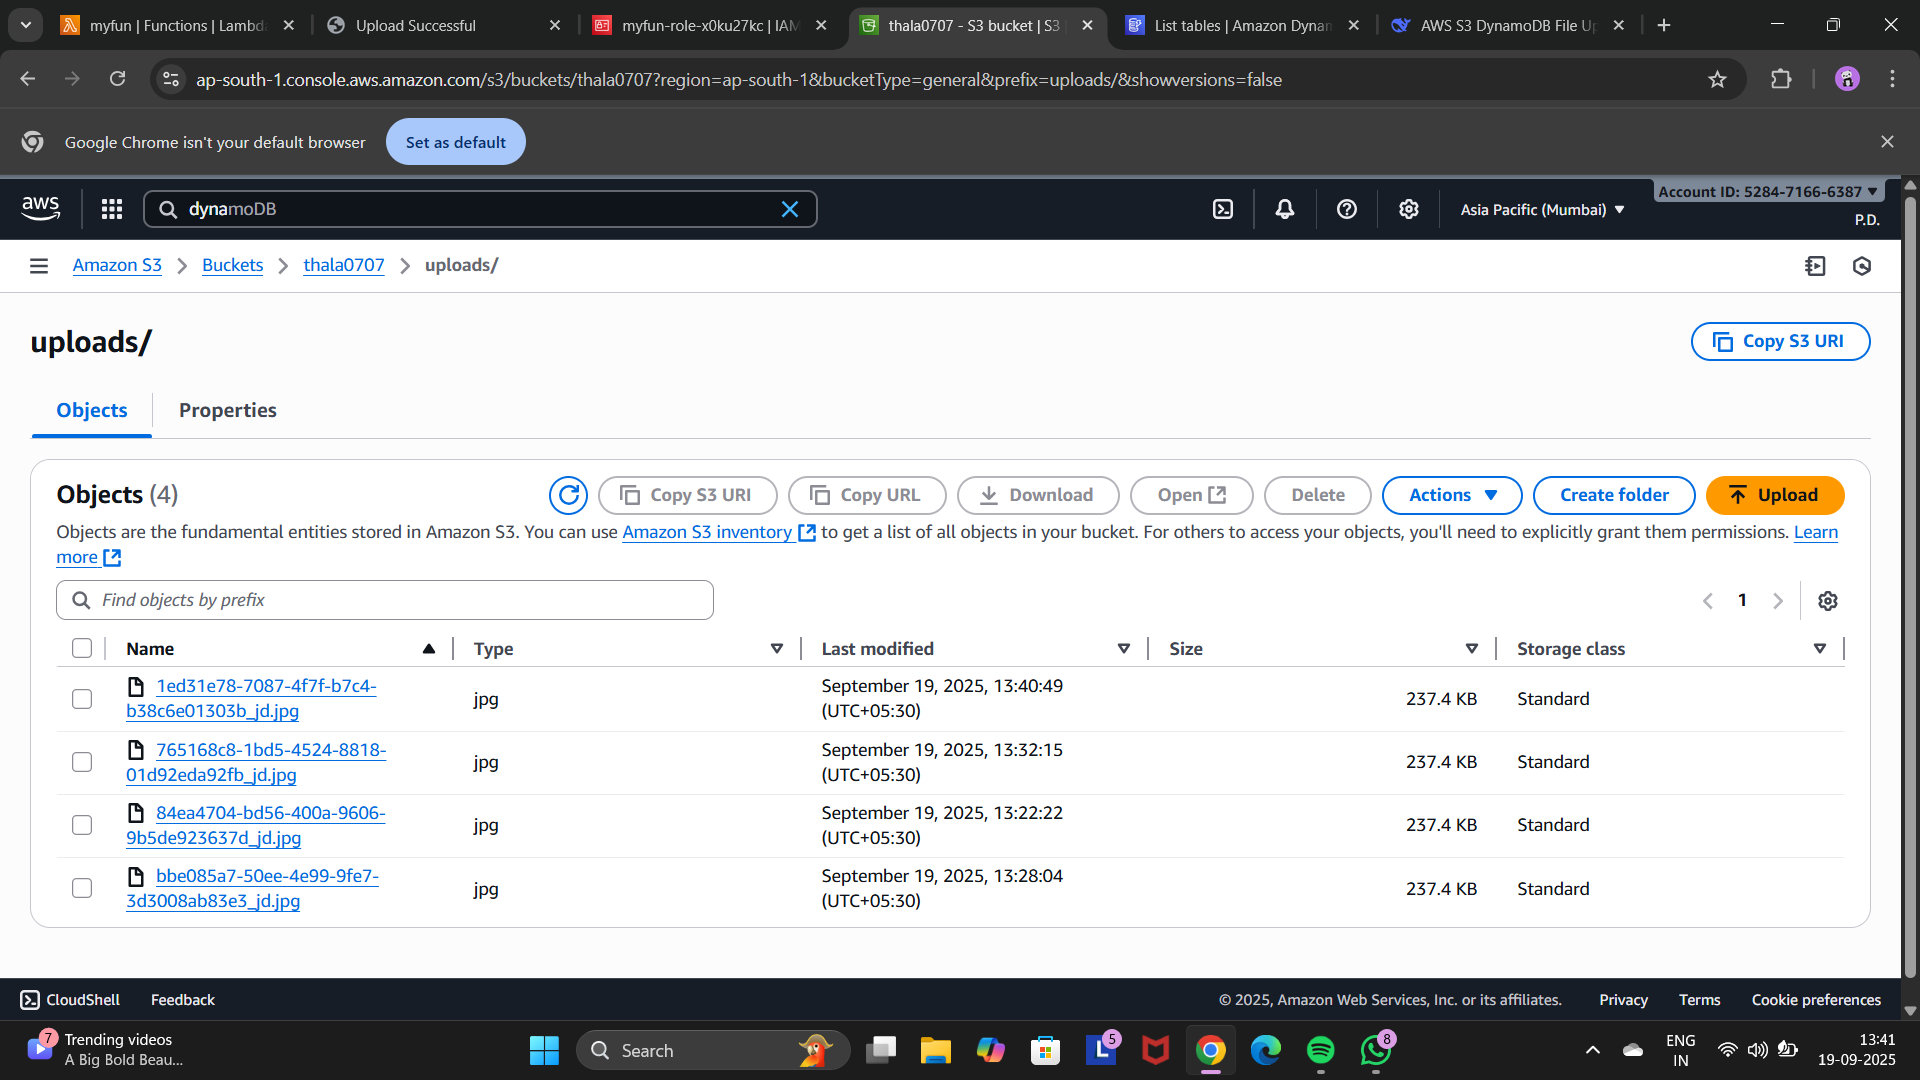 myfun | Functions | Lambda
Upload Successful
myfun-role-x0ku27kc | IAM
thala0707 - S3 bucket | S3 |
List tables | Amazon Dynan
AWS S3 DynamoDB File Up
ap-south-1.console.aws.amazon.com/s3/buckets/thala0707?region=ap-south-1&bucketType=general&prefix=uploads/&showversions=false
Google Chrome isn't your default browser
Set as default
aws
dynamoDB
Asia Pacific (Mumbai)
Account ID: 5284-7166-6387
P.D.
Amazon S3
Buckets
thala0707
uploads/
uploads/
Copy S3 URI
Objects
Properties
Objects (4)
Copy S3 URI
Copy URL
Download
Open
Delete
Actions
Create folder
Upload
Objects are the fundamental entities stored in Amazon S3. You can use Amazon S3 inventory to get a list of all objects in your bucket. For others to access your objects, you'll need to explicitly grant them permissions. Learn
more
Find objects by prefix
1
Name
Type
Last modified
Size
Storage class
1ed31e78-7087-4f7f-b7c4-
b38c6e01303b_jd.jpg
jpg
September 19, 2025, 13:40:49
(UTC+05:30)
237.4 KB
Standard
765168c8-1bd5-4524-8818-
01d92eda92fb_jd.jpg
jpg
September 19, 2025, 13:32:15
(UTC+05:30)
237.4 KB
Standard
84ea4704-bd56-400a-9606-
9b5de923637d_jd.jpg
jpg
September 19, 2025, 13:22:22
(UTC+05:30)
237.4 KB
Standard
bbe085a7-50ee-4e99-9fe7-
3d3008ab83e3_jd.jpg
jpg
September 19, 2025, 13:28:04
(UTC+05:30)
237.4 KB
Standard
CloudShell
Feedback
© 2025, Amazon Web Services, Inc. or its affiliates.
Privacy
Terms
Cookie preferences
7
Trending videos
A Big Bold Beau...
Search
L
5
8
ENG
IN
13:41
19-09-2025